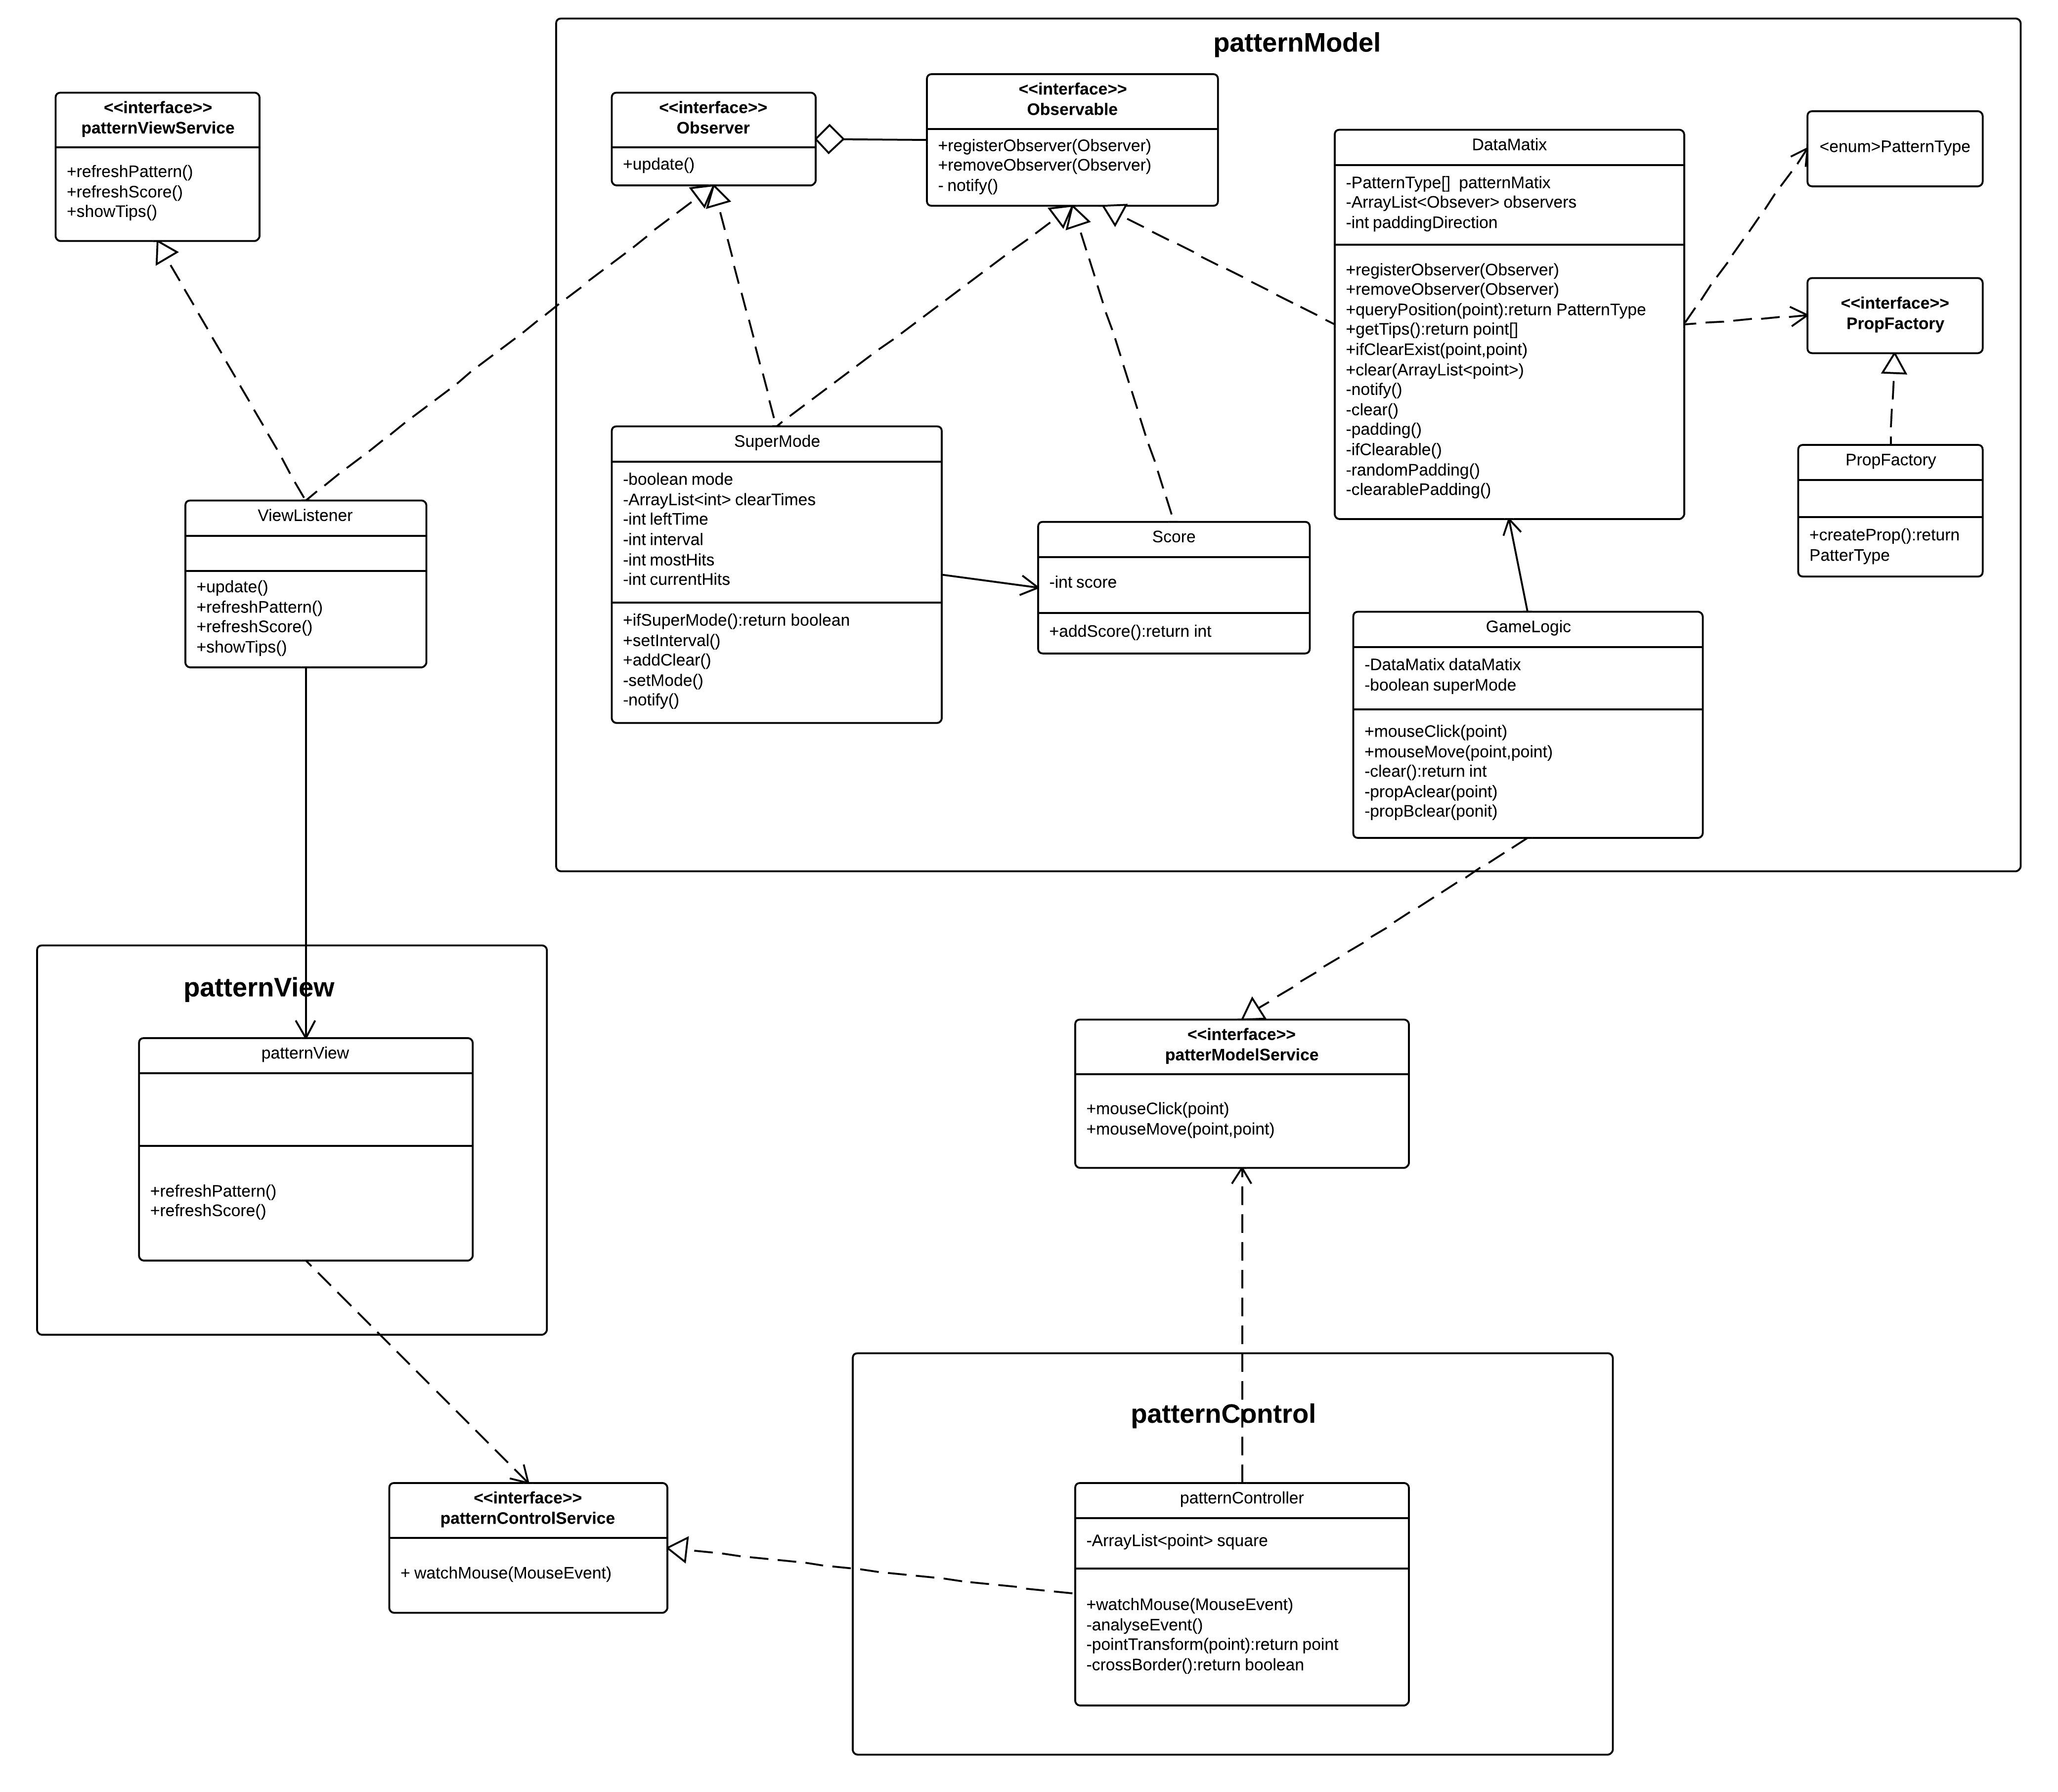 patternModel
<<interface>>
patternViewService
+refreshPattern()
+refreshScore()
+showTips()
<<interface>>
Observer
+update()
<<interface>>
Observable
+registerObserver(Observer)
+removeObserver(Observer)
- notify()
DataMatix
-PatternType[]  patternMatix
-ArrayList<Obsever> observers
-int paddingDirection
+registerObserver(Observer)
+removeObserver(Observer)
+queryPosition(point):return PatternType
+getTips():return point[]
+ifClearExist(point,point)
+clear(ArrayList<point>)
-notify()
-clear()
-padding()
-ifClearable()
-randomPadding()
-clearablePadding()
<enum>PatternType
<<interface>>
PropFactory
PropFactory
+createProp():return
PatterType
SuperMode
-boolean mode
-ArrayList<int> clearTimes
-int leftTime
-int interval
-int mostHits
-int currentHits
+ifSuperMode():return boolean
+setInterval()
+addClear()
-setMode()
-notify()
Score
-int score
+addScore():return int
ViewListener
+update()
+refreshPattern()
+refreshScore()
+showTips()
GameLogic
-DataMatix dataMatix
-boolean superMode
+mouseClick(point)
+mouseMove(point,point)
-clear():return int
-propAclear(point)
-propBclear(ponit)
patternView
patternView
+refreshPattern()
+refreshScore()
<<interface>>
patterModelService
+mouseClick(point)
+mouseMove(point,point)
patternControl
<<interface>>
patternControlService
+ watchMouse(MouseEvent)
patternController
-ArrayList<point> square
+watchMouse(MouseEvent)
-analyseEvent()
-pointTransform(point):return point
-crossBorder():return boolean